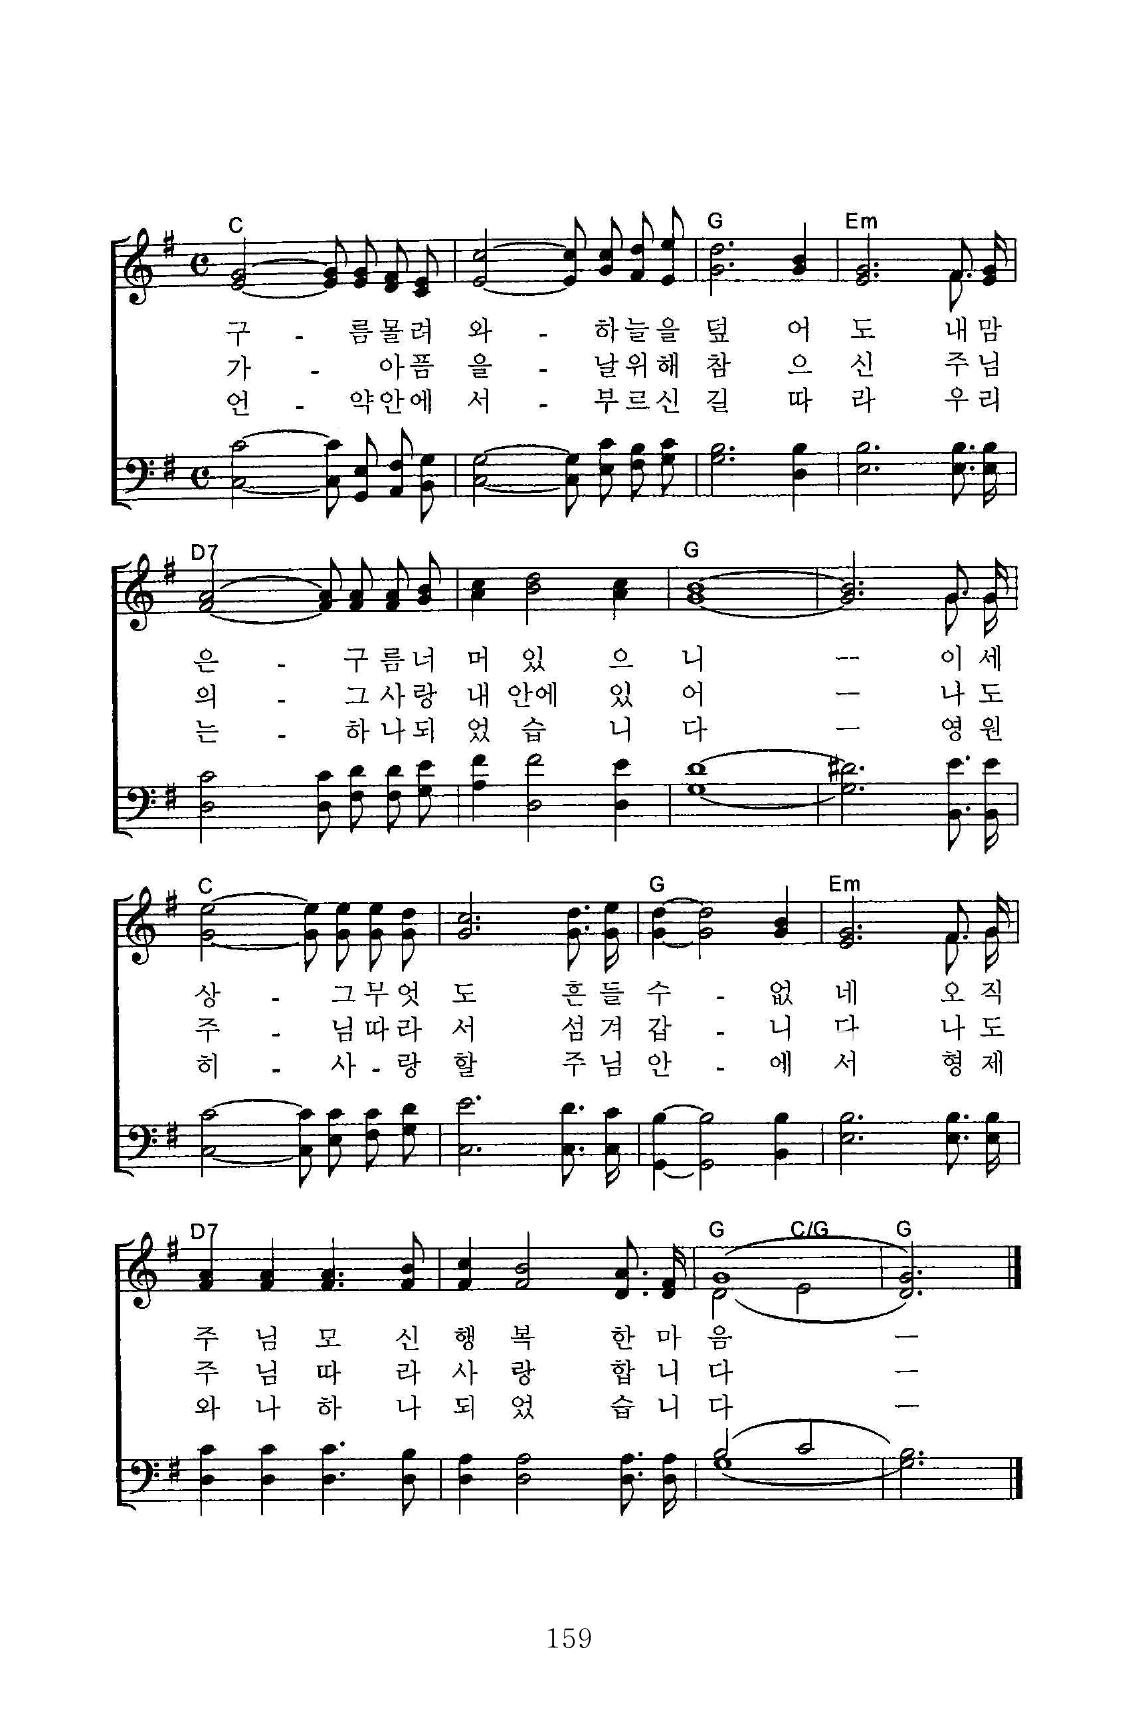 C G Em
구 - 름몰려 와 - 하늘을 덮 어 도 내맘
가 - 아픔 을 - 날위해 참 으 신 주님
언 - 약안에 서 - 부르신 길 따 라 우리
D7 G
은 - 구름너 머 있 으 니 ー 이 세
의 - 그사랑 내 안에 있 어 ー 나 도
는 - 하나되 었 습 니 다 ー 영 원
C G Em
상 - 그무엇 도 흔들 수 - 없 네 오 직
주 - 님따라 서 섬겨 갑 - 니 다 나 도
히 - 사-랑 할 주님 안 - 에 서 형 제
D7 G C/G G
주 님 모 신 행 복 한 마 음 ー
주 님 따 라 사 랑 합 니 다 ー
와 나 하 나 되 었 습 니 다 ー
159